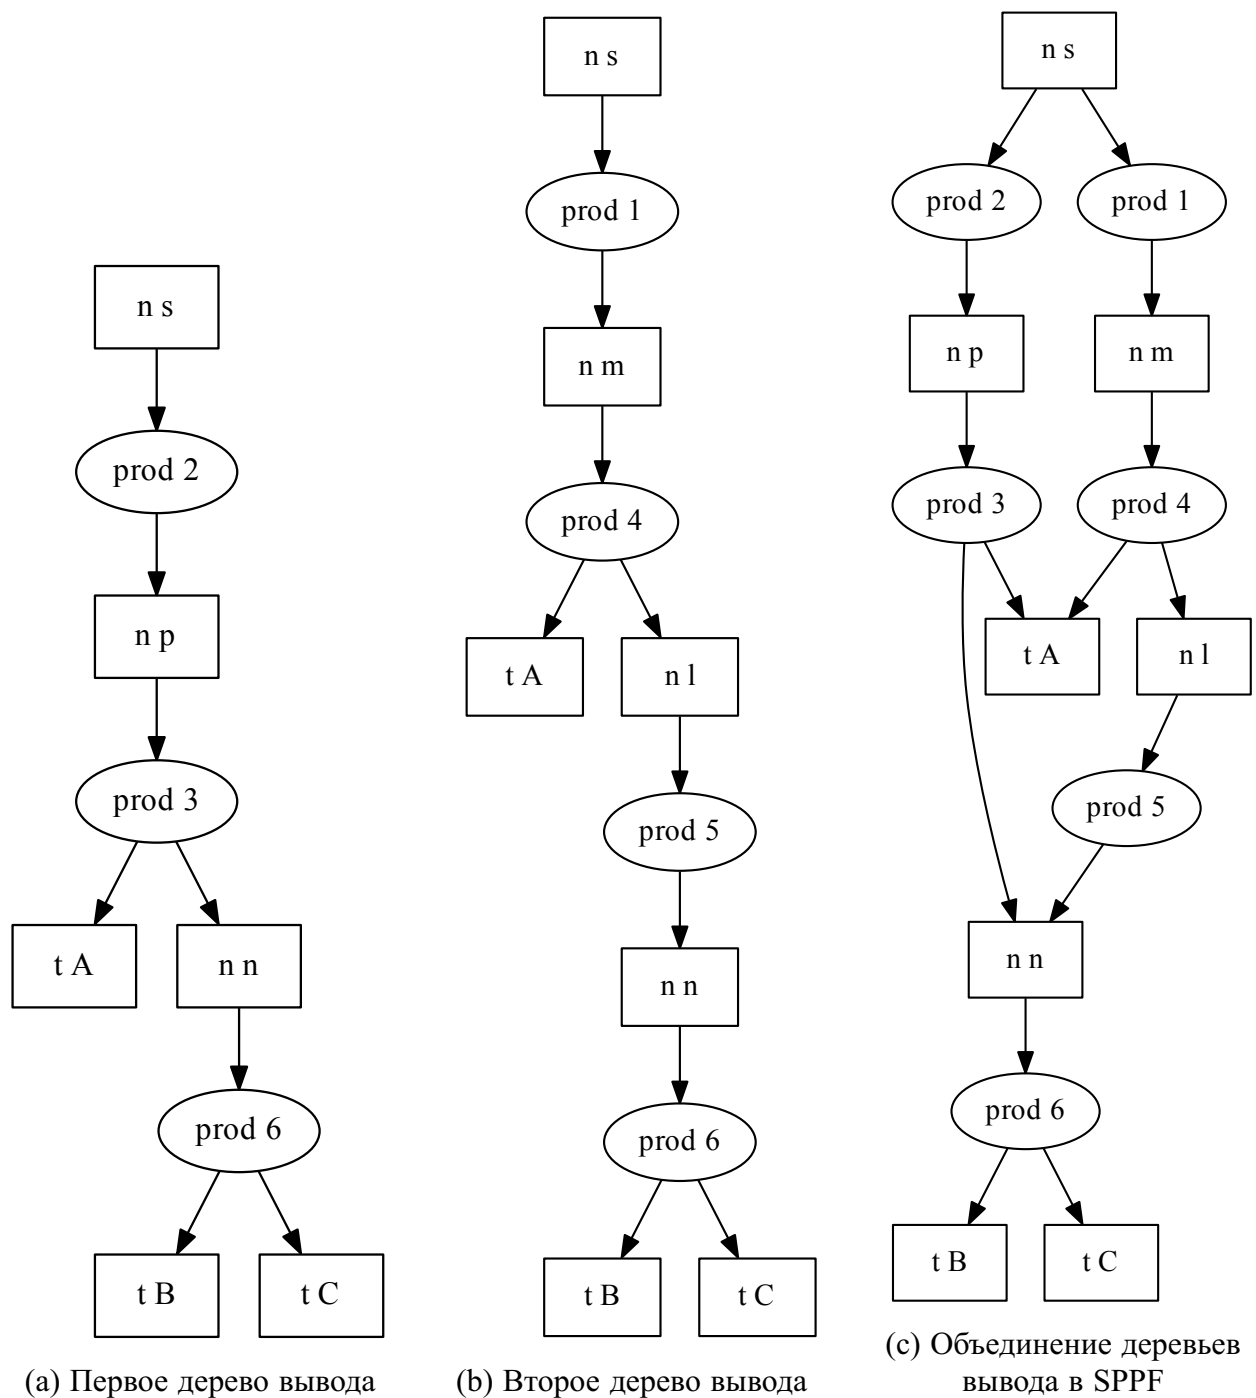 n s
prod 2
n p
prod 3
t A
n n
prod 6
t B
t C
(a) Первое дерево вывода
n s
prod 1
n m
prod 4
t A
n l
prod 5
n n
prod 6
t B
t C
(b) Второе дерево вывода
n s
prod 2
prod 1
n p
n m
prod 3
prod 4
t A
n l
prod 5
n n
prod 6
t B
t C
(c) Объединение деревьев
вывода в SPPF